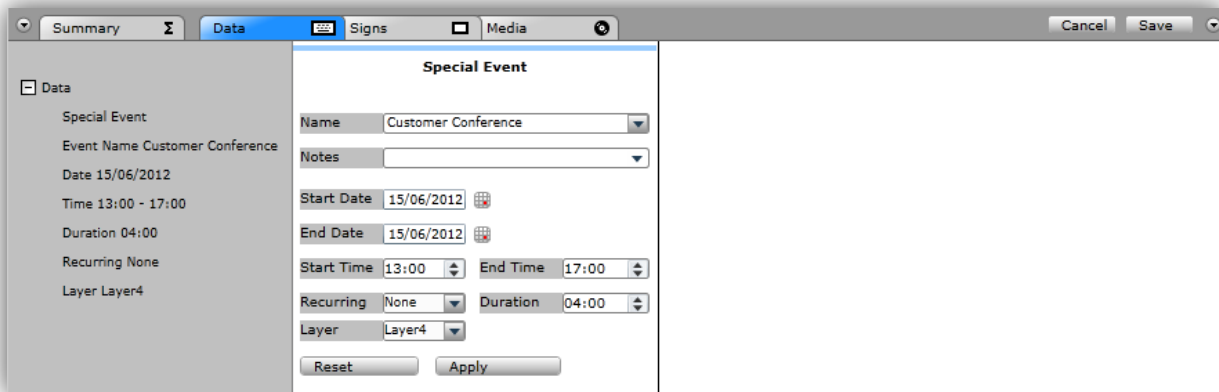 Summary Σ Data Signs Media Cancel Save
Special Event
Data
Special Event
Event Name Customer Conference
Date 15/06/2012
Time 13:00 - 17:00
Duration 04:00
Recurring None
Layer Layer4
Name Customer Conference
Notes
Start Date 15/06/2012
End Date 15/06/2012
Start Time 13:00 End Time 17:00
Recurring None Duration 04:00
Layer Layer4
Reset Apply